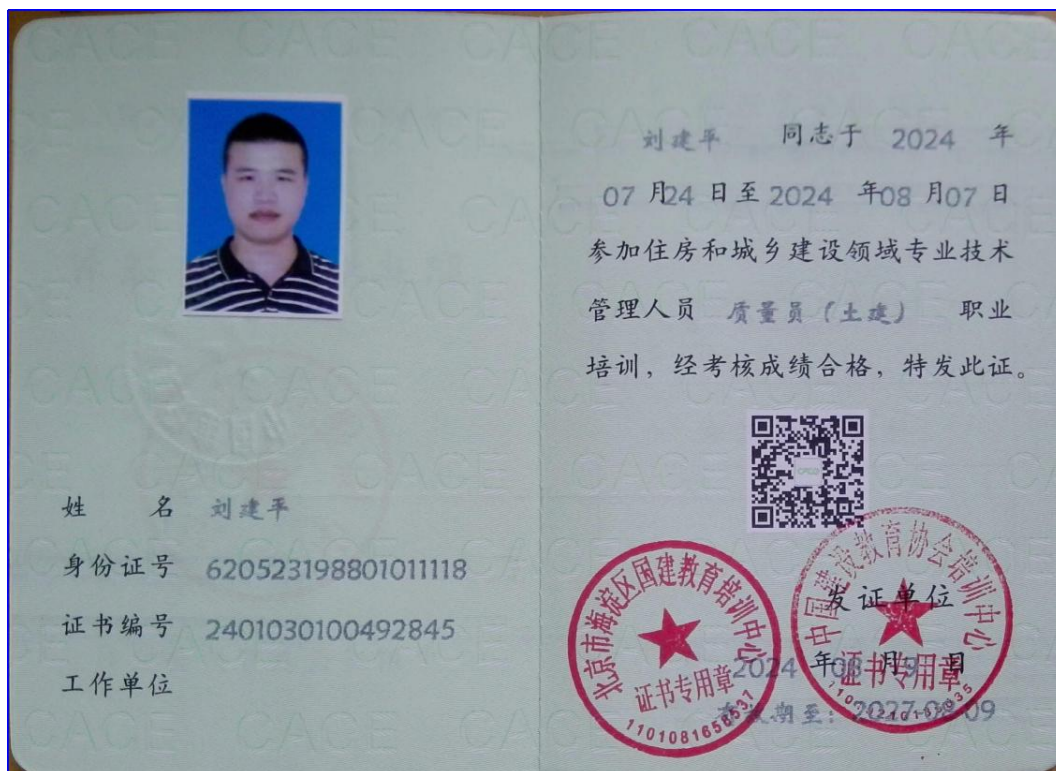 姓 名 刘建平
身份证号 620523198801011118
证书编号 2401030100492845
工作单位
刘建平 同志于 2024 年
07 月24 日至 2024 年08 月07 日
参加住房和城乡建设领域专业技术
管理人员 质量员(土建) 职业
培训，经考核成绩合格，特发此证。
北京市海淀区国建教育培训中心
证书专用章
中国建设教育协会培训中心
证书专用章
发证单位
2024 年 08 月 9 日
有效期至：2027-08-09
CACE